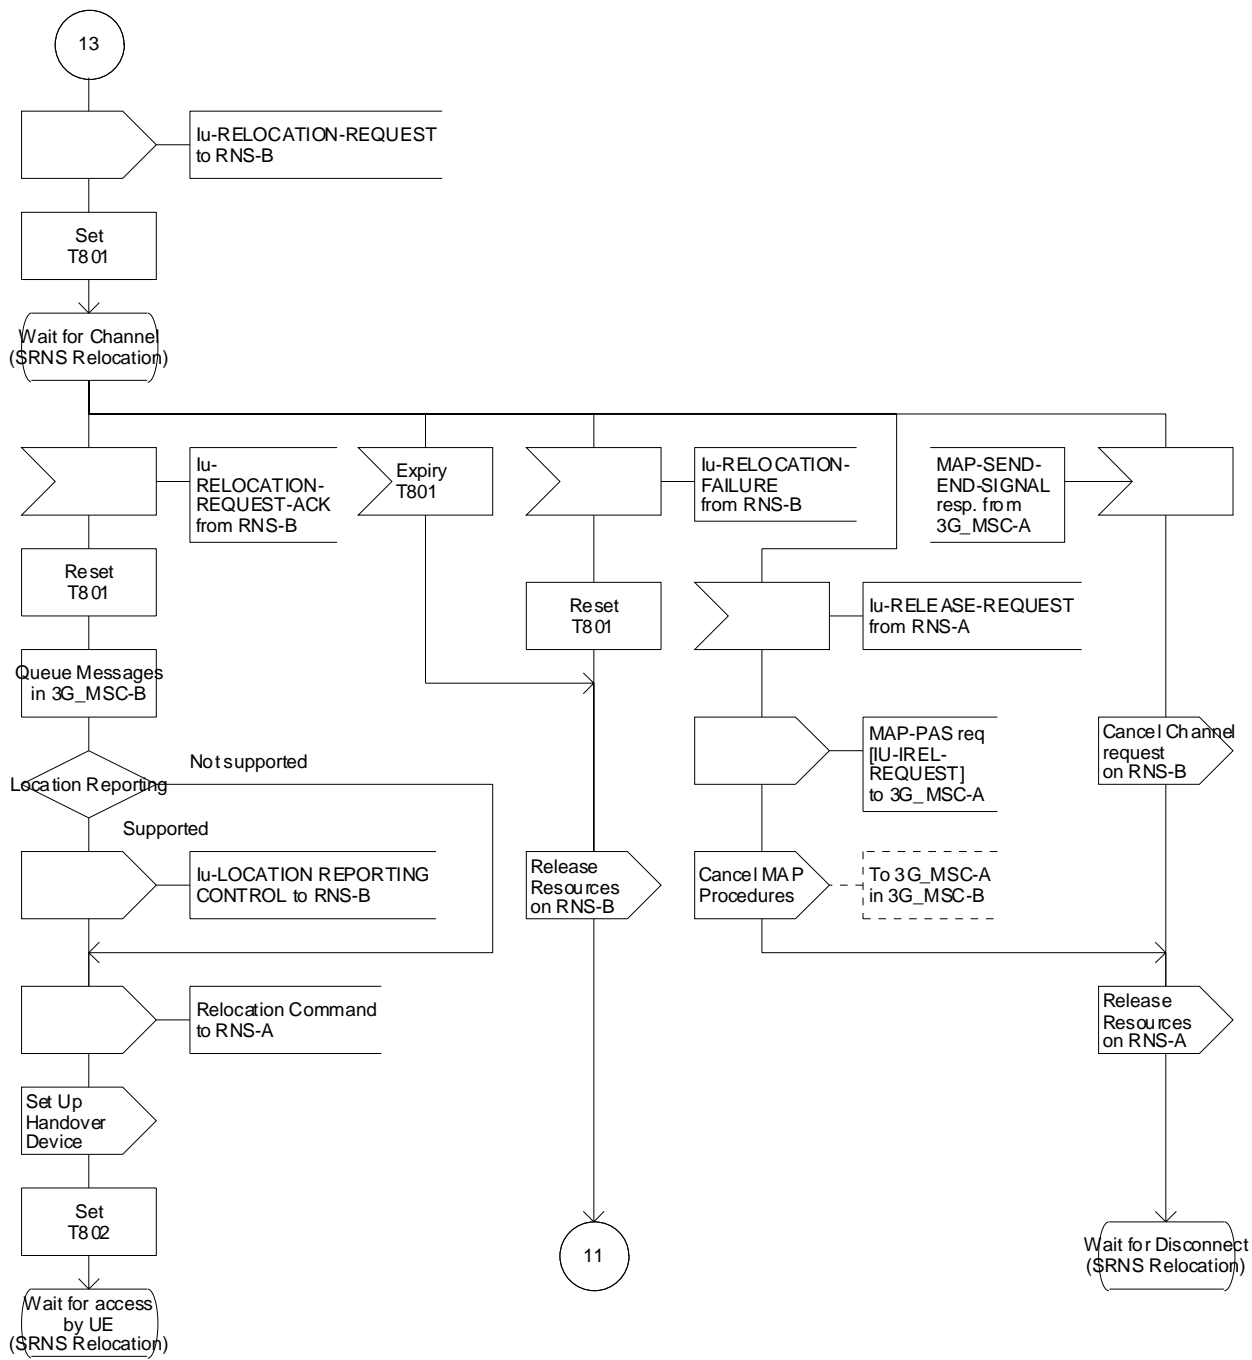 13
Iu-RELOCATION-REQUEST
to RNS-B
Set
T801
Wait for Channel
(SRNS Relocation)
Iu-
RELOCATION-
REQUEST-ACK
from RNS-B
Expiry
T801
Iu-RELOCATION-
FAILURE
from RNS-B
MAP-SEND-
END-SIGNAL
resp. from
3G_MSC-A
Reset
T801
Reset
T801
Iu-RELEASE-REQUEST
from RNS-A
Queue Messages
in 3G_MSC-B
MAP-PAS req
[IU-IREL-
REQUEST]
to 3G_MSC-A
Cancel Channel
request
on RNS-B
Location Reporting
Not supported
Supported
Iu-LOCATION REPORTING
CONTROL to RNS-B
Release
Resources
on RNS-B
Cancel MAP
Procedures
To 3G_MSC-A
in 3G_MSC-B
Relocation Command
to RNS-A
Release
Resources
on RNS-A
Set Up
Handover
Device
Set
T802
11
Wait for Disconnect
(SRNS Relocation)
Wait for access
by UE
(SRNS Relocation)